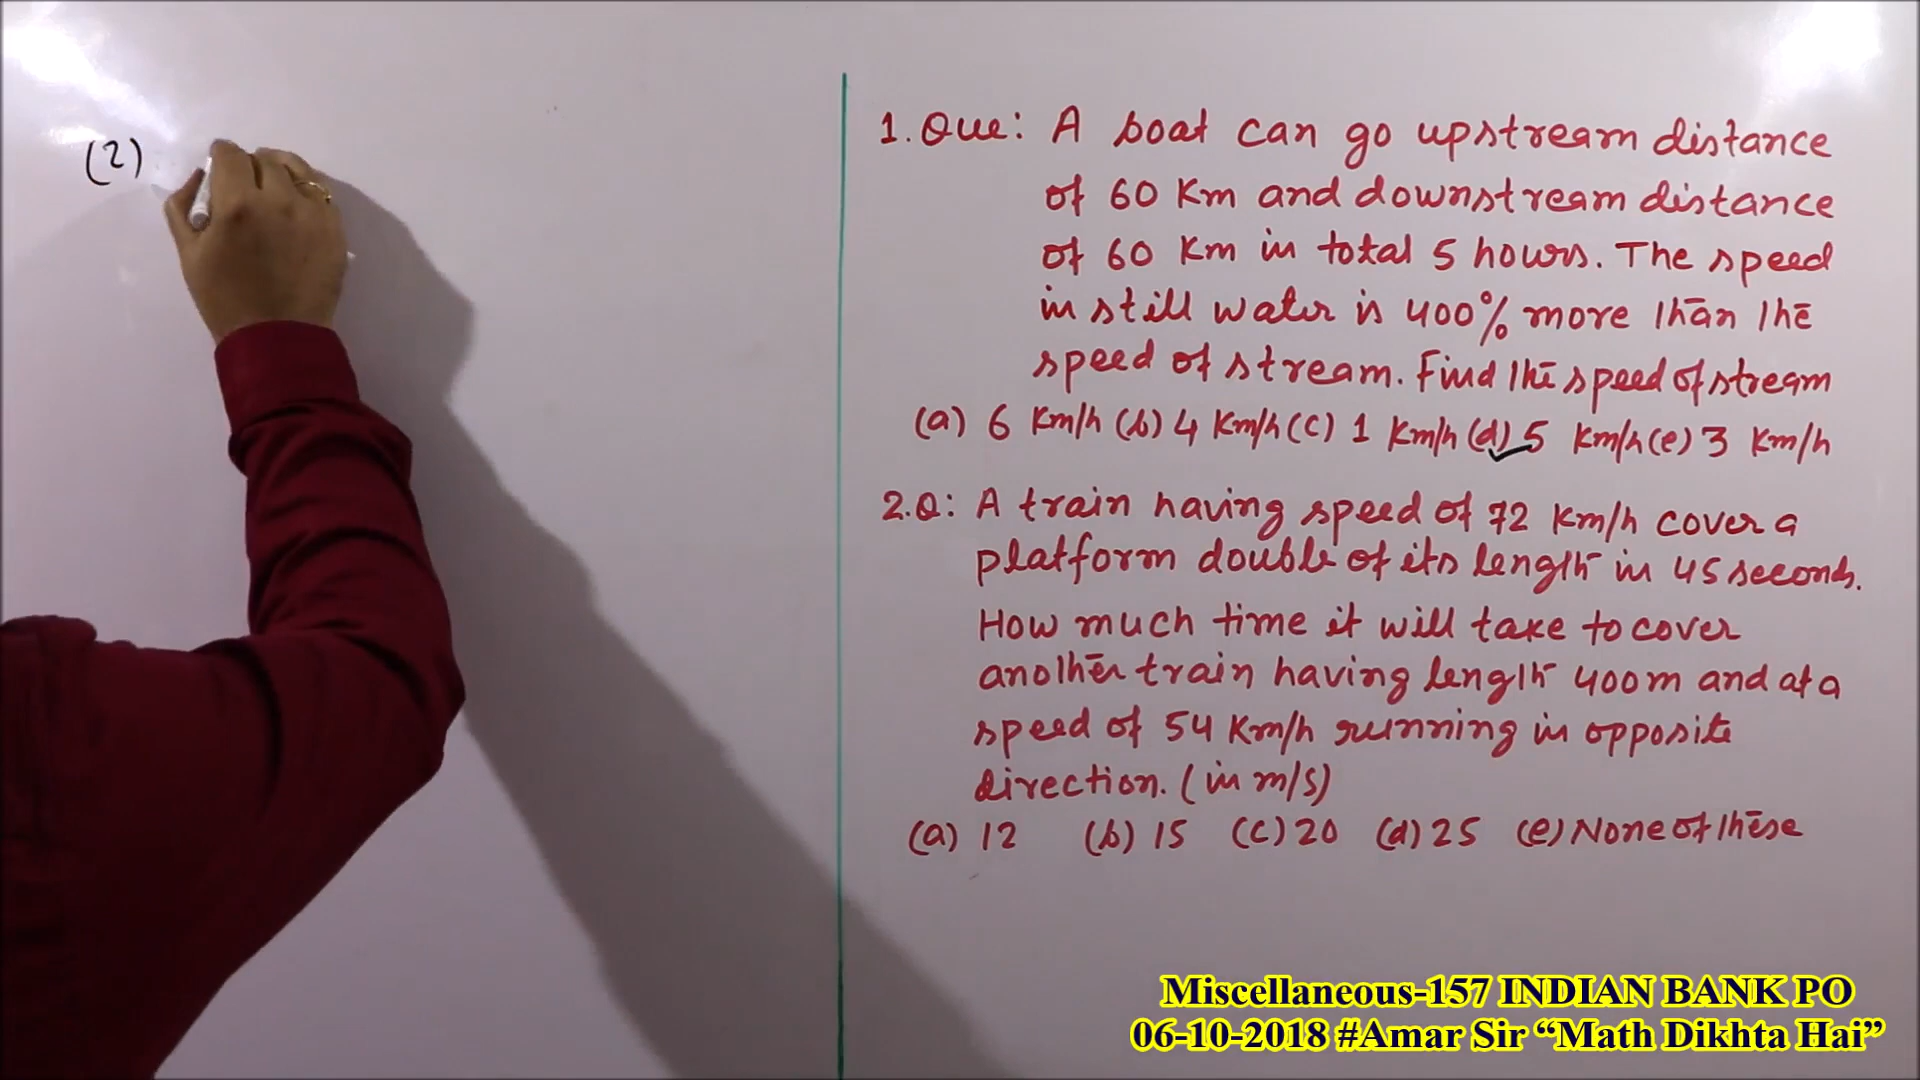 (2)
1. Que: A boat can go upstream distance
of 60 Km and downstream distance
of 60 Km in total 5 hours. The speed
in still water is 400% more than the
speed of stream. Find the speed of stream
(a) 6 Km/h (b) 4 Km/h (c) 1 Km/h (d) 5 Km/h (e) 3 Km/h
2.Q: A train having speed of 72 Km/h cover a
platform double of its length in 45 seconds.
How much time it will take to cover
another train having length 400m and at a
speed of 54 Km/h running in opposite
direction. (in m/s)
(a) 12 (b) 15 (c) 20 (d) 25 (e) None of these
Miscellaneous-157 INDIAN BANK PO
06-10-2018 #Amar Sir “Math Dikhta Hai”